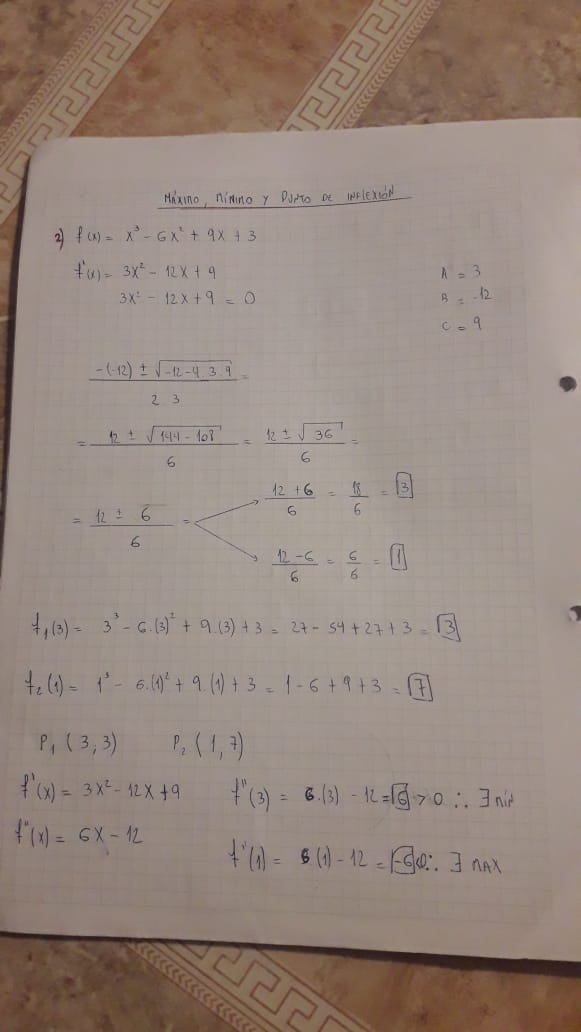 MÁXIMO, MÍNIMO Y PUNTO DE INFLEXIÓN
2) f(x) = x³ - 6x² + 9x + 3
f'(x) = 3x² - 12x + 9
A = 3
3x² - 12x + 9 = 0
B = -12
C = 9
-(-12) ± √-12-4.3.9 =
2.3
= 12 ± √144 - 108 = 12 ± √36 =
6 6
12 + 6 = 18 = 3
6 6
= 12 ± 6 =
6
12 - 6 = 6 = 1
6 6
f₁(3) = 3³ - 6.(3)² + 9.(3) + 3 = 27 - 54 + 27 + 3 = 3
f₂(1) = 1³ - 6.(1)² + 9.(1) + 3 = 1 - 6 + 9 + 3 = 7
P₁ (3;3) P₂ (1,7)
f'(x) = 3x² - 12x + 9 f''(3) = 6.(3) - 12 = 6 > 0 ∴ ∃ MÍN
f''(x) = 6x - 12
f''(1) = 6(1) - 12 = -6 ∴ ∃ MAX